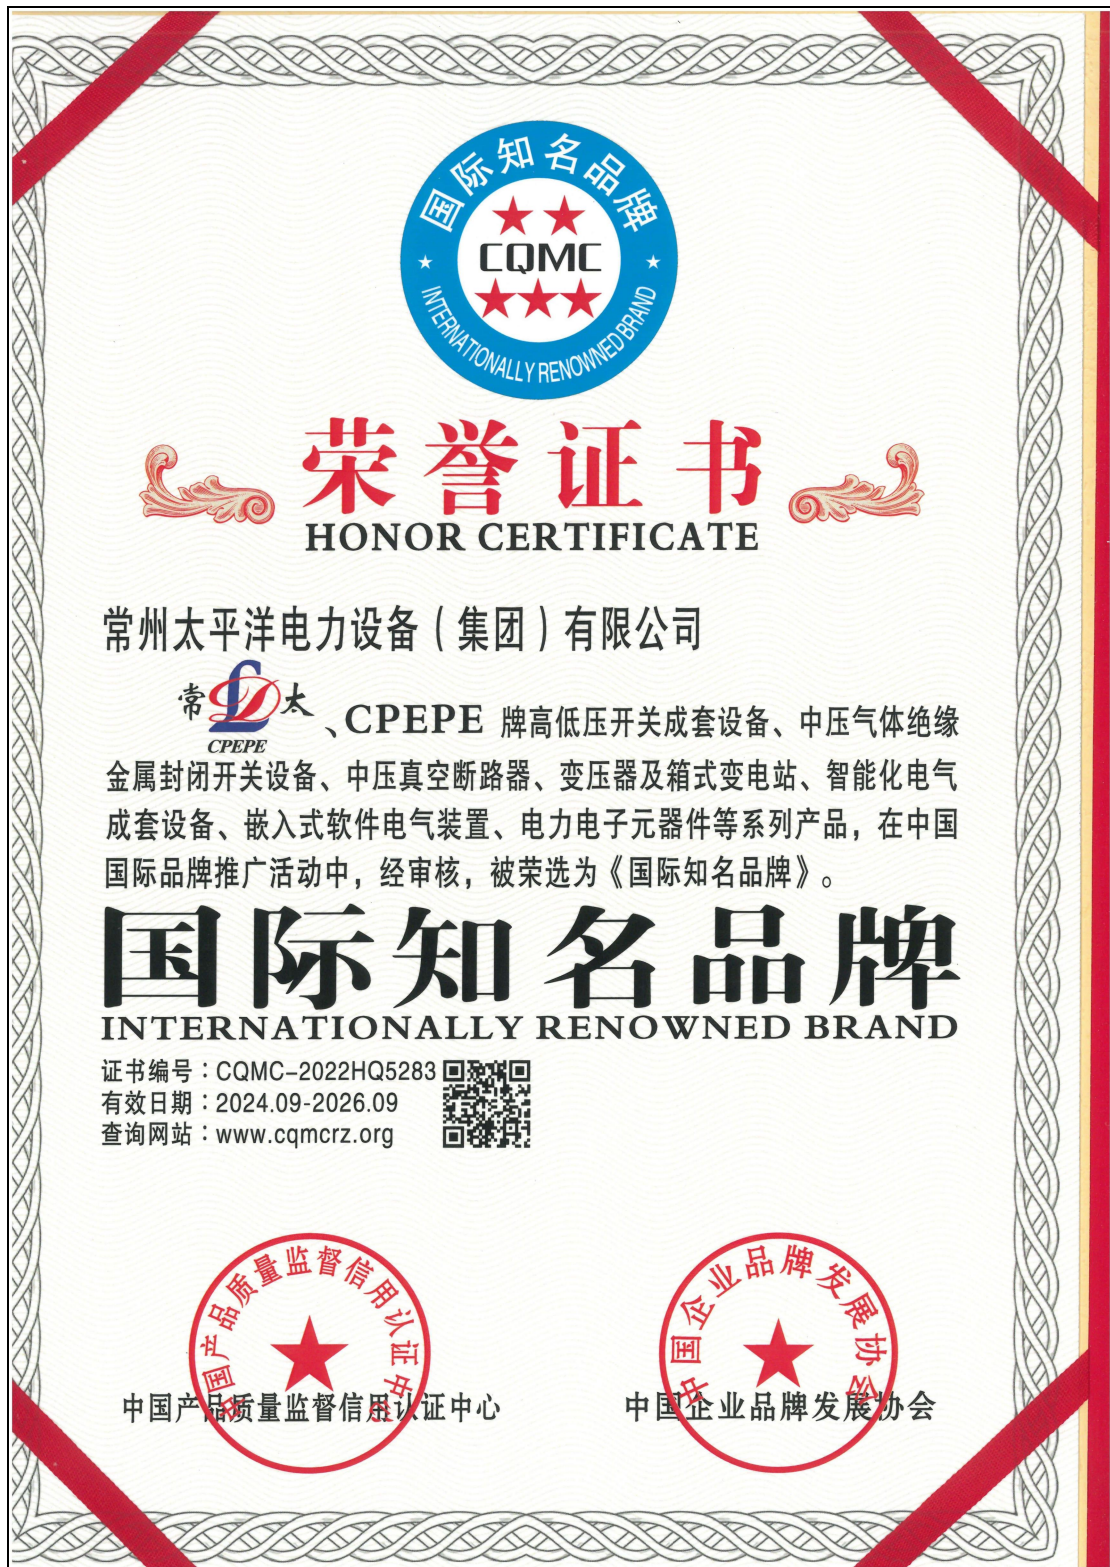 国际知名品牌
CQMC
INTERNATIONALLY RENOWNED BRAND
荣誉证书
HONOR CERTIFICATE
常州太平洋电力设备（集团）有限公司
常 太
CPEPE
、CPEPE 牌高低压开关成套设备、中压气体绝缘
金属封闭开关设备、中压真空断路器、变压器及箱式变电站、智能化电气
成套设备、嵌入式软件电气装置、电力电子元器件等系列产品，在中国
国际品牌推广活动中，经审核，被荣选为《国际知名品牌》。
国际知名品牌
INTERNATIONALLY RENOWNED BRAND
证书编号：CQMC-2022HQ5283
有效日期：2024.09-2026.09
查询网站：www.cqmcrz.org
中国产品质量监督信用认证中心
中国产品质量监督信用认证中心
中国企业品牌发展协会
中国企业品牌发展协会